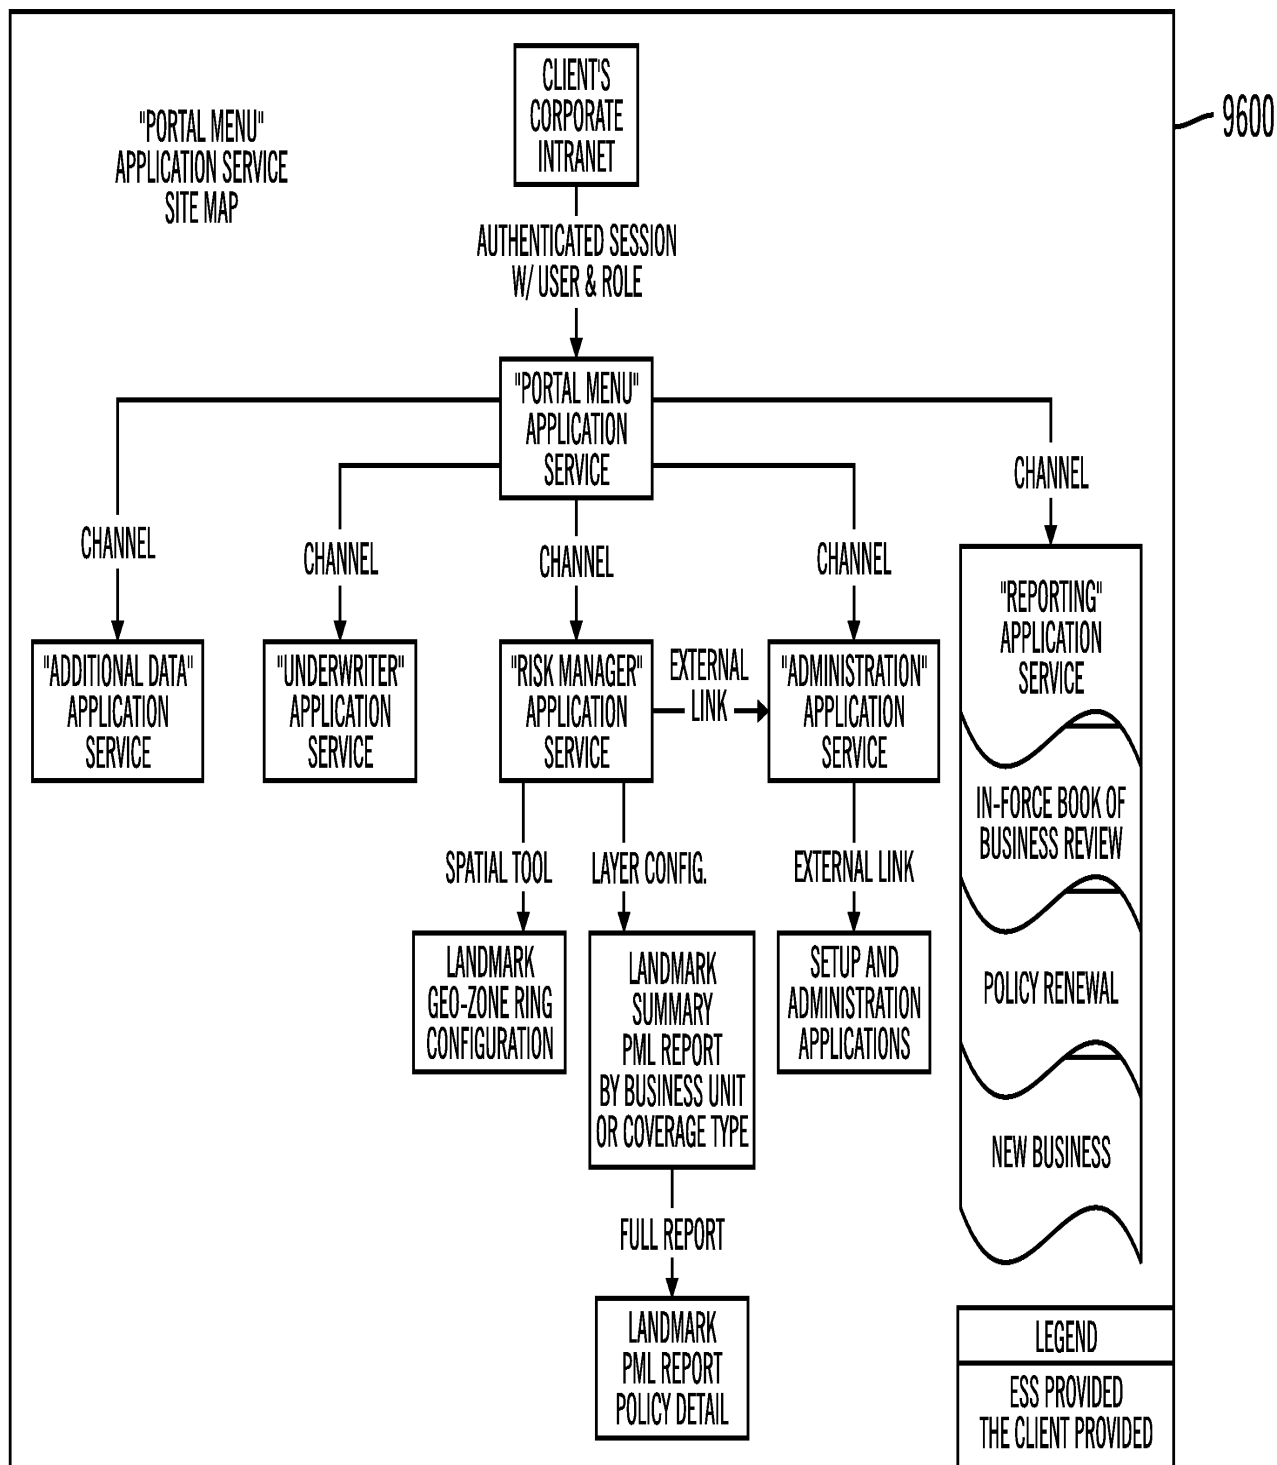 CLIENT'S
CORPORATE
INTRANET
9600
"PORTAL MENU"
APPLICATION SERVICE
SITE MAP
AUTHENTICATED SESSION
W/ USER & ROLE
"PORTAL MENU"
APPLICATION
SERVICE
CHANNEL
CHANNEL
CHANNEL
CHANNEL
CHANNEL
"ADDITIONAL DATA"
APPLICATION
SERVICE
"UNDERWRITER"
APPLICATION
SERVICE
"RISK MANAGER"
APPLICATION
SERVICE
EXTERNAL
LINK
"ADMINISTRATION"
APPLICATION
SERVICE
"REPORTING"
APPLICATION
SERVICE
IN-FORCE BOOK OF
BUSINESS REVIEW
POLICY RENEWAL
NEW BUSINESS
SPATIAL TOOL
LAYER CONFIG.
EXTERNAL LINK
LANDMARK
GEO-ZONE RING
CONFIGURATION
LANDMARK
SUMMARY
PML REPORT
BY BUSINESS UNIT
OR COVERAGE TYPE
SETUP AND
ADMINISTRATION
APPLICATIONS
FULL REPORT
LANDMARK
PML REPORT
POLICY DETAIL
LEGEND
ESS PROVIDED
THE CLIENT PROVIDED